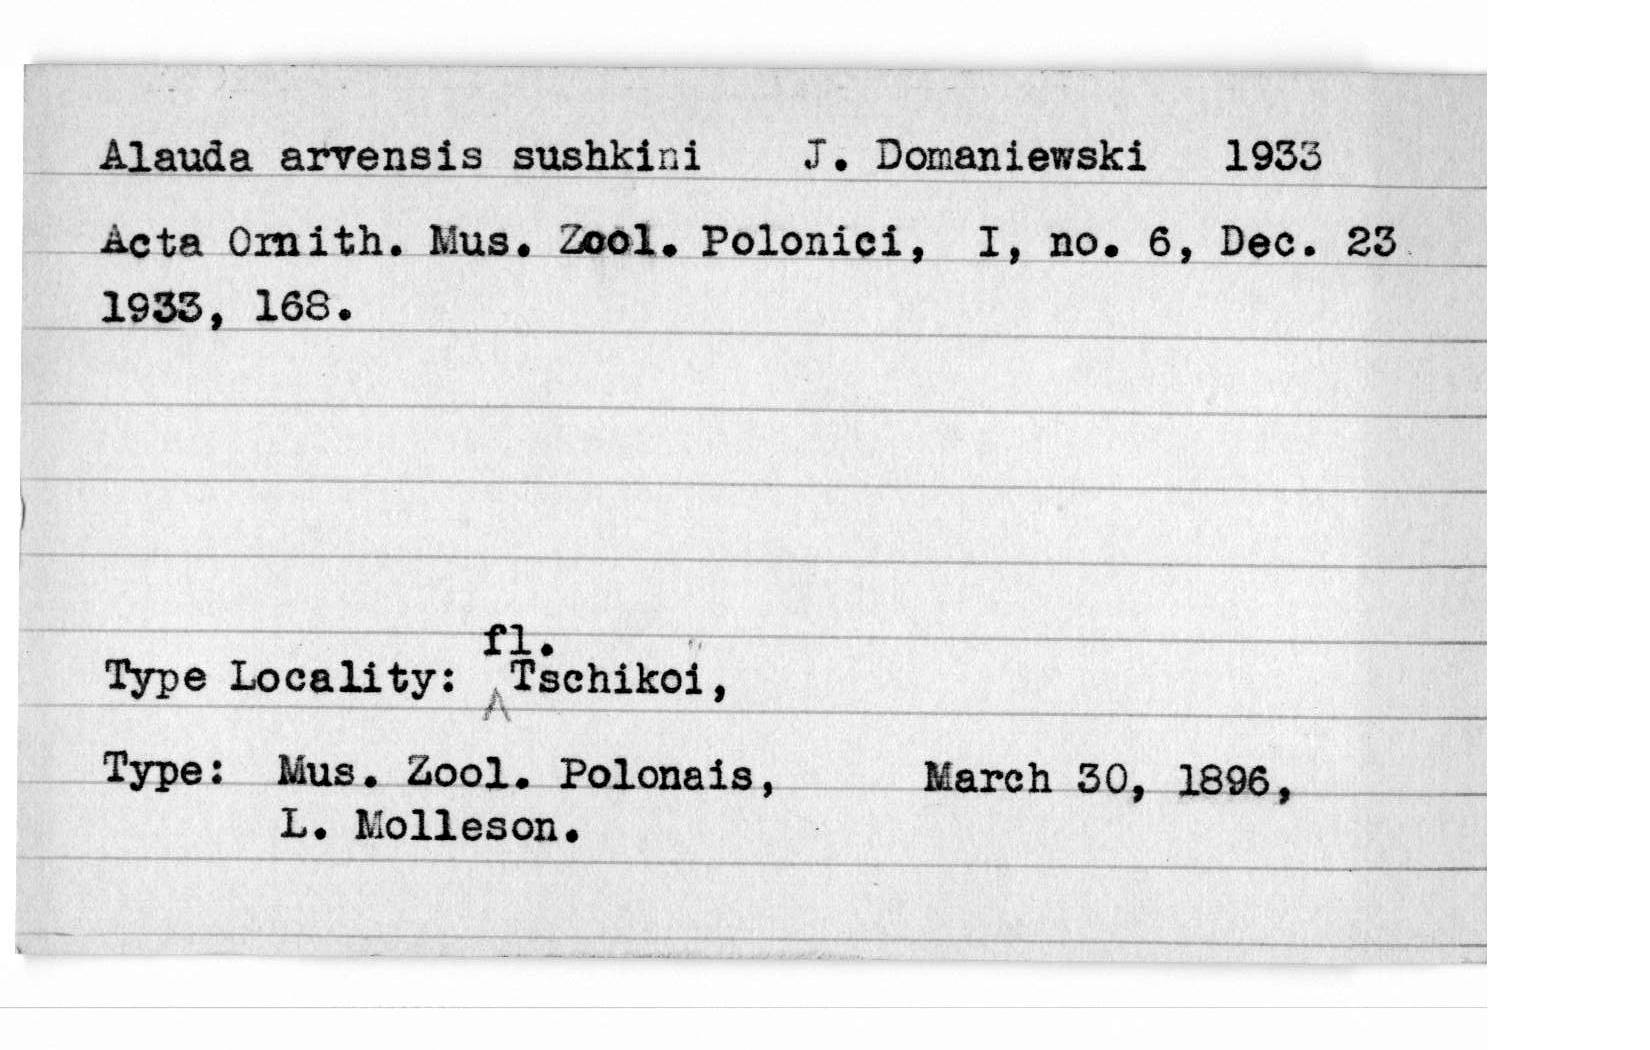 Alauda arvensis sushkini J. Domaniewski 1933
Acta Ornith. Mus. Zool. Polonici, I, no. 6, Dec. 23
1933, 168.
Type Locality: fl. Tschikoi,
Type: Mus. Zool. Polonais, March 30, 1896,
L. Molleson.